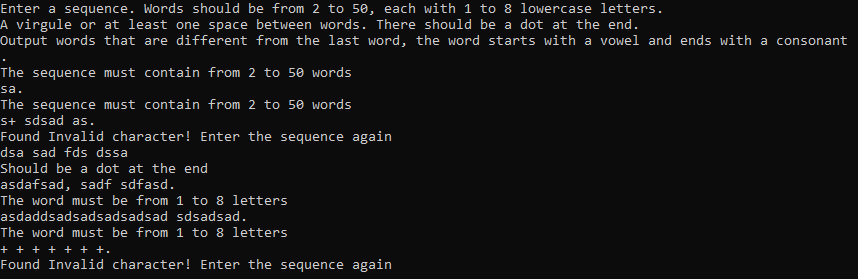 Enter a sequence. Words should be from 2 to 50, each with 1 to 8 lowercase letters.
A virgule or at least one space between words. There should be a dot at the end.
Output words that are different from the last word, the word starts with a vowel and ends with a consonant
.
The sequence must contain from 2 to 50 words
sa.
The sequence must contain from 2 to 50 words
s+ sdsad as.
Found Invalid character! Enter the sequence again
dsa sad fds dssa
Should be a dot at the end
asdafsad, sadf sdfasd.
The word must be from 1 to 8 letters
asdaddsadsadsadsadsad sdsadsad.
The word must be from 1 to 8 letters
+ + + + + + +.
Found Invalid character! Enter the sequence again